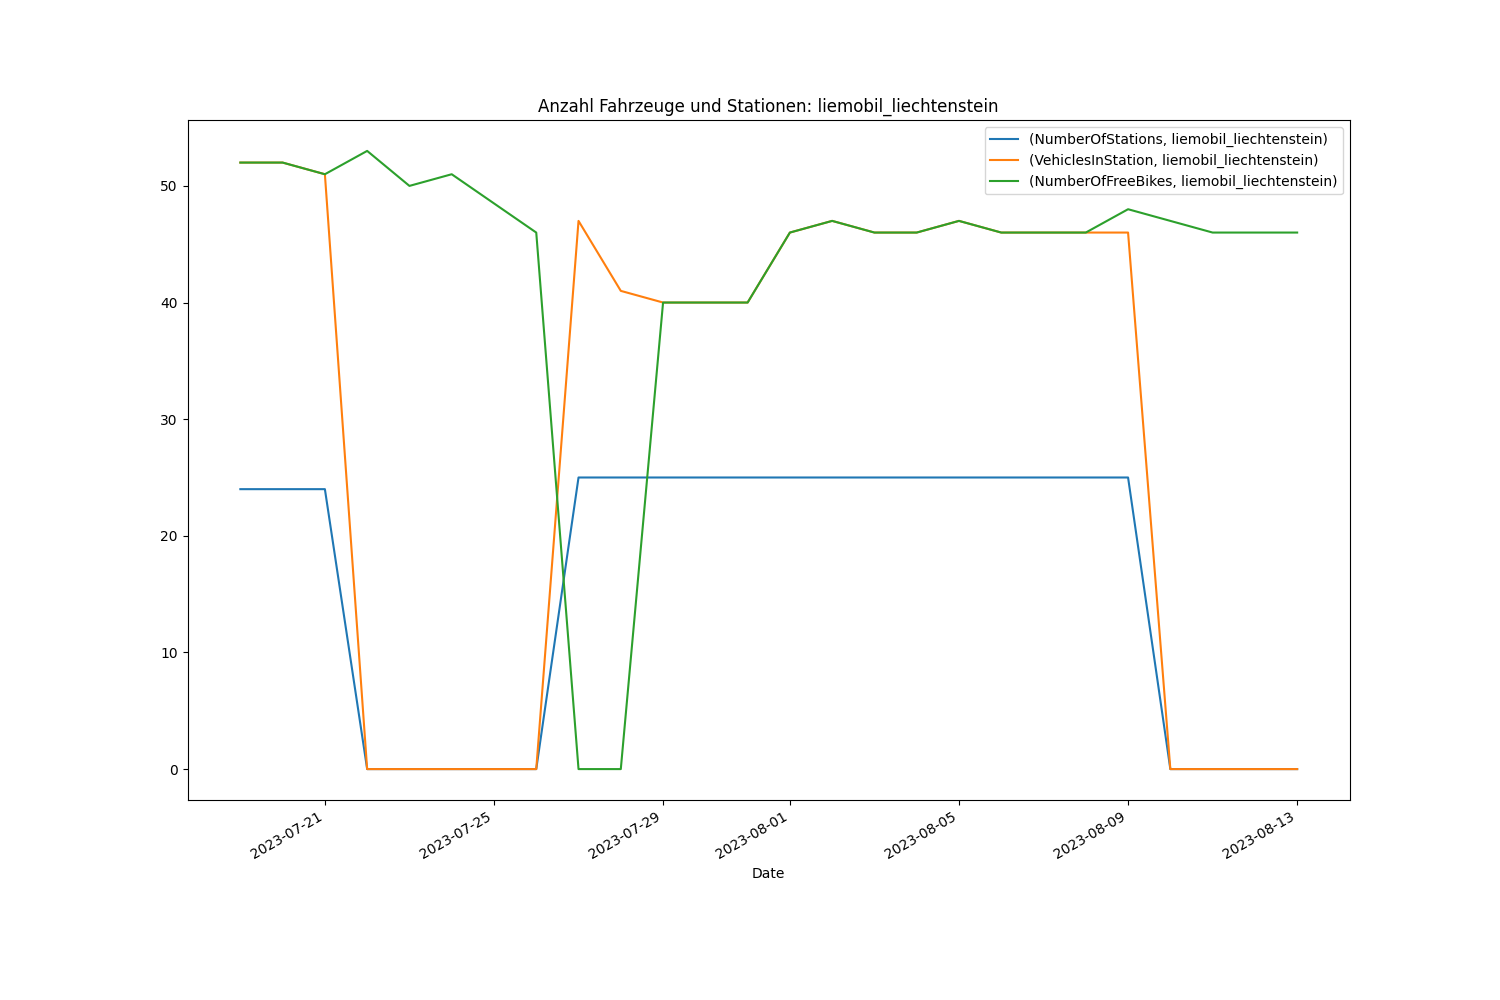 Anzahl Fahrzeuge und Stationen: liemobil_liechtenstein
(NumberOfStations, liemobil_liechtenstein)
(VehiclesInStation, liemobil_liechtenstein)
(NumberOfFreeBikes, liemobil_liechtenstein)
50
40
30
20
10
0
2023-07-21
2023-07-25
2023-07-29
2023-08-01
2023-08-05
2023-08-09
2023-08-13
Date